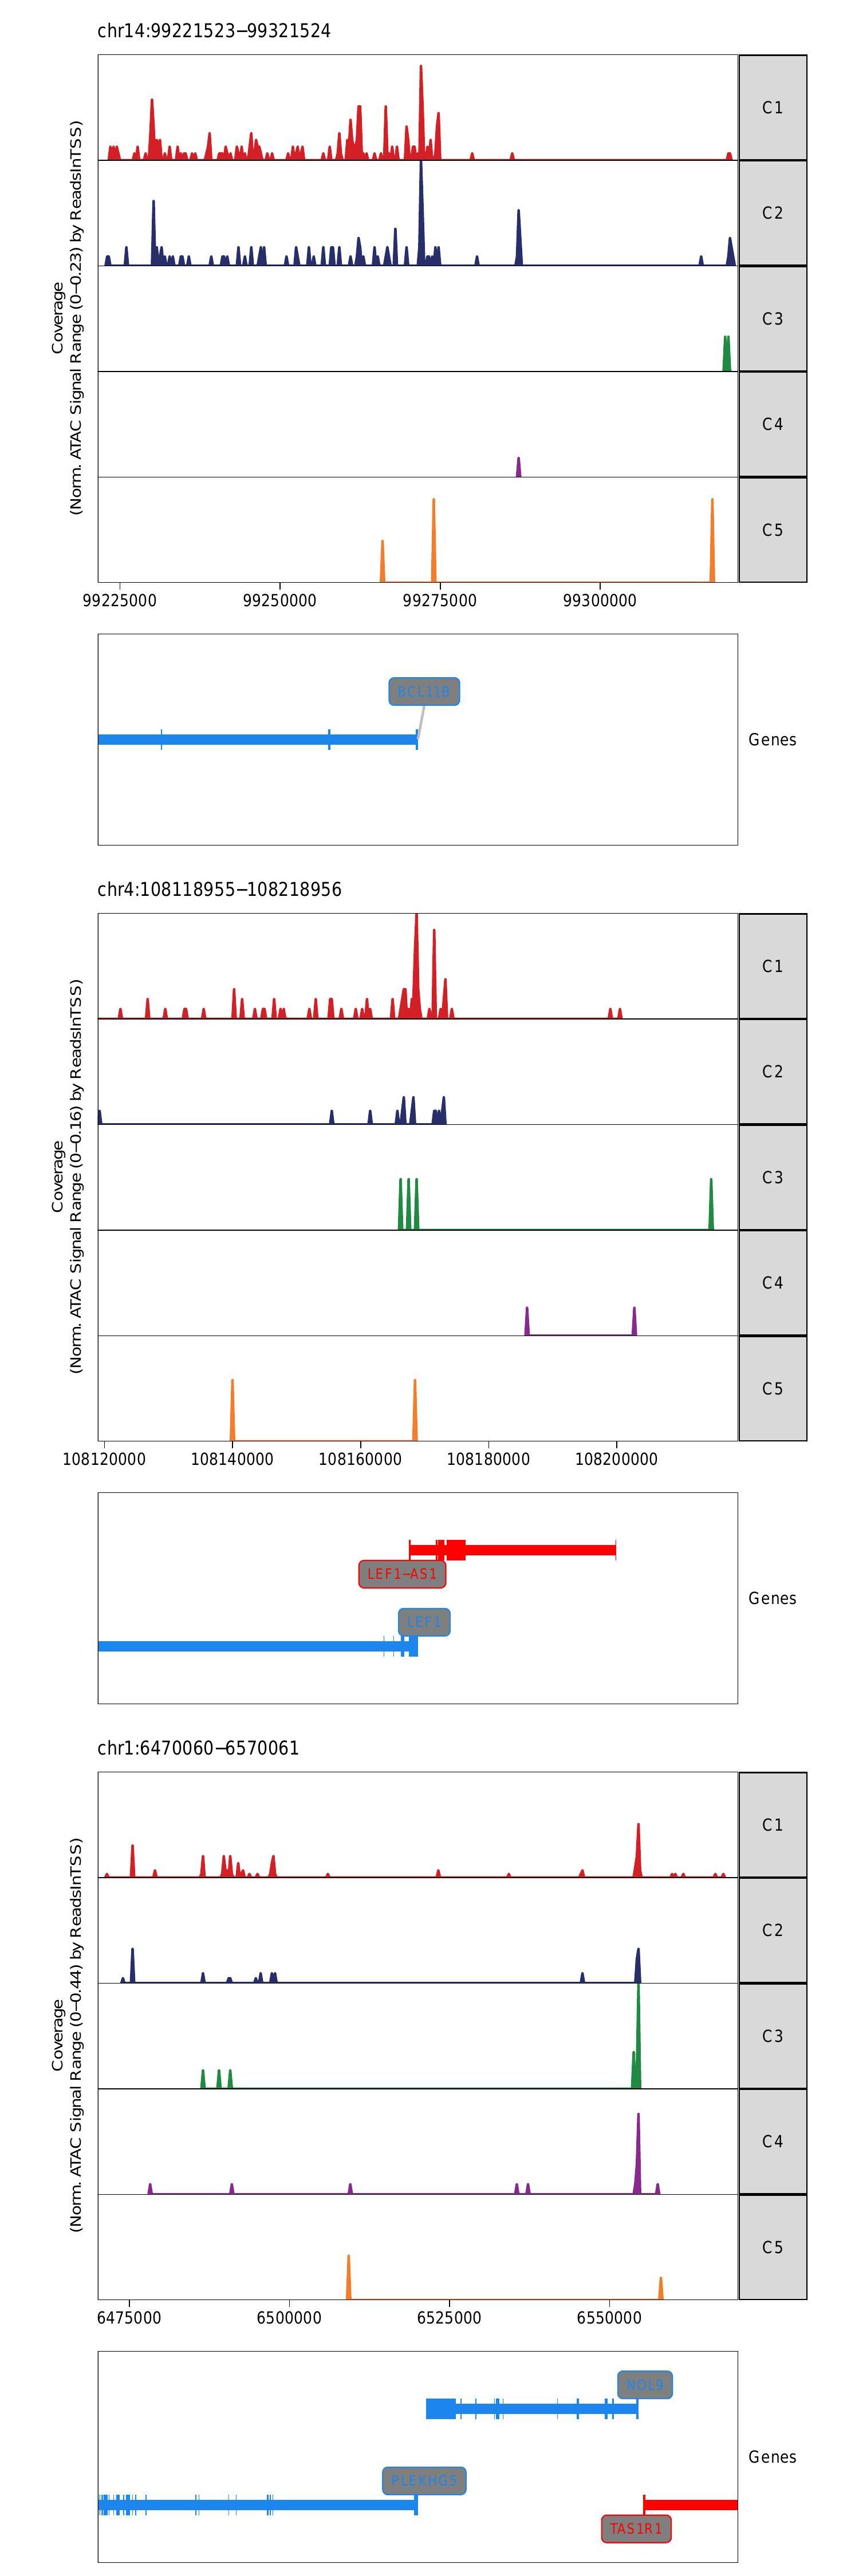 chr14:99221523−99321524
Coverage
(Norm. ATAC Signal Range (0−0.23) by ReadsInTSS)
C1
C2
C3
C4
C5
99225000 99250000 99275000 99300000
BCL11B
Genes
chr4:108118955−108218956
Coverage
(Norm. ATAC Signal Range (0−0.16) by ReadsInTSS)
C1
C2
C3
C4
C5
108120000 108140000 108160000 108180000 108200000
LEF1−AS1
Genes
LEF1
chr1:6470060−6570061
Coverage
(Norm. ATAC Signal Range (0−0.44) by ReadsInTSS)
C1
C2
C3
C4
C5
6475000 6500000 6525000 6550000
NOL9
Genes
PLEKHG5
TAS1R1